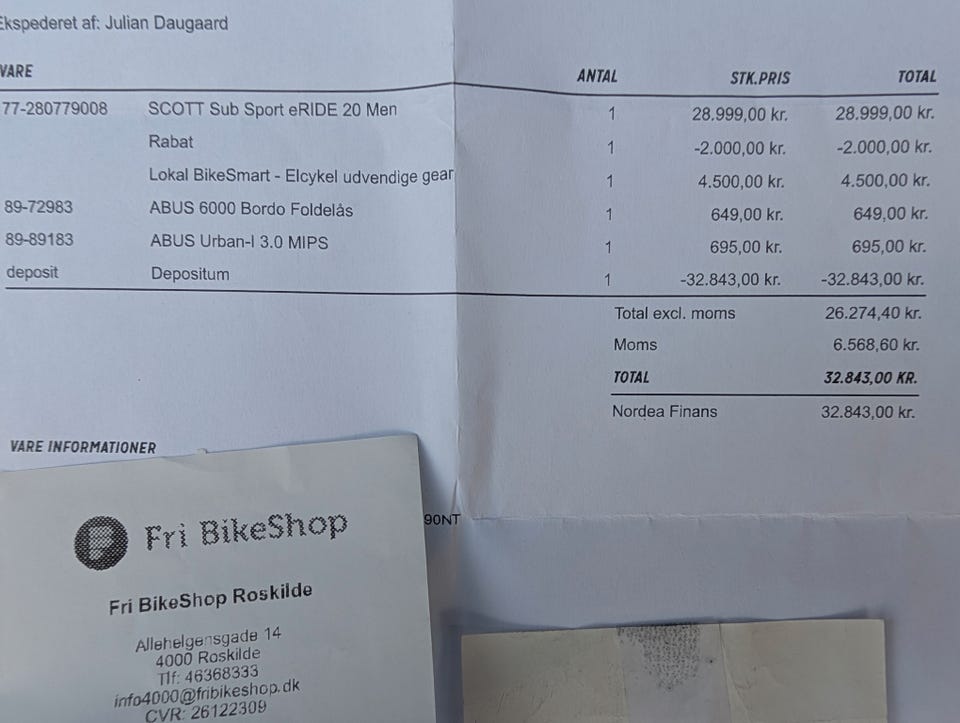 Ekspederet af: Julian Daugaard
VARE ANTAL STK.PRIS TOTAL
77-280779008 SCOTT Sub Sport eRIDE 20 Men 1 28.999,00 kr. 28.999,00 kr.
Rabat 1 -2.000,00 kr. -2.000,00 kr.
Lokal BikeSmart - Elcykel udvendige gear 1 4.500,00 kr. 4.500,00 kr.
89-72983 ABUS 6000 Bordo Foldelås 1 649,00 kr. 649,00 kr.
89-89183 ABUS Urban-I 3.0 MIPS 1 695,00 kr. 695,00 kr.
deposit Depositum 1 -32.843,00 kr. -32.843,00 kr.
Total excl. moms 26.274,40 kr.
Moms 6.568,60 kr.
TOTAL 32.843,00 KR.
Nordea Finans 32.843,00 kr.
VARE INFORMATIONER
90NT
Fri BikeShop
Fri BikeShop Roskilde
Allehelgensgade 14
4000 Roskilde
Tlf: 46368333
info4000@fribikeshop.dk
CVR: 26122309